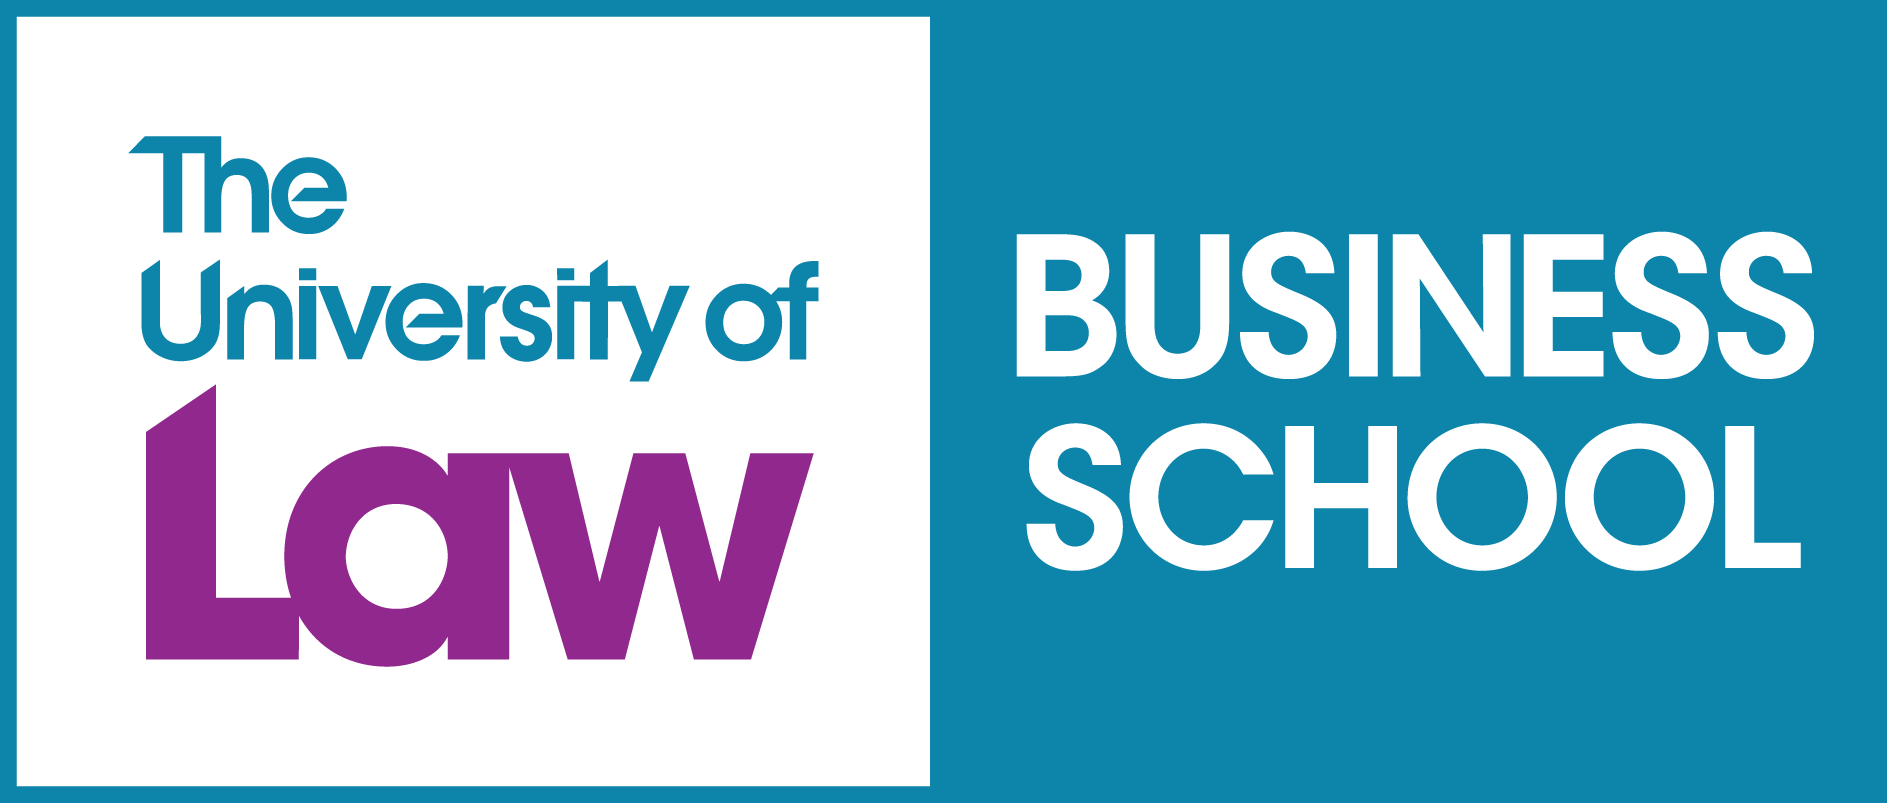 The
University of
Law
BUSINESS
SCHOOL